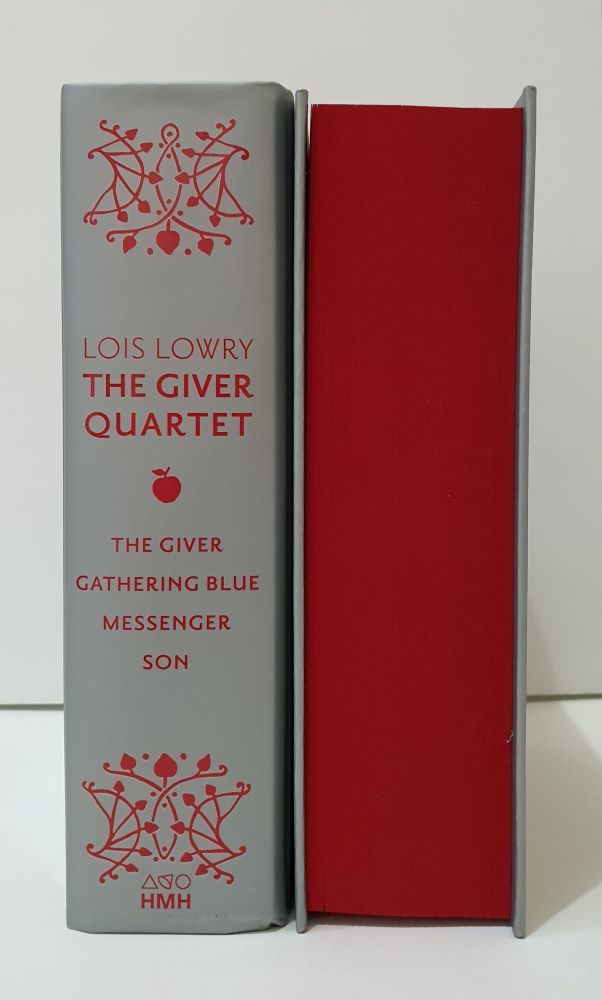 LOIS LOWRY
THE GIVER
QUARTET
THE GIVER
GATHERING BLUE
MESSENGER
SON
HMH